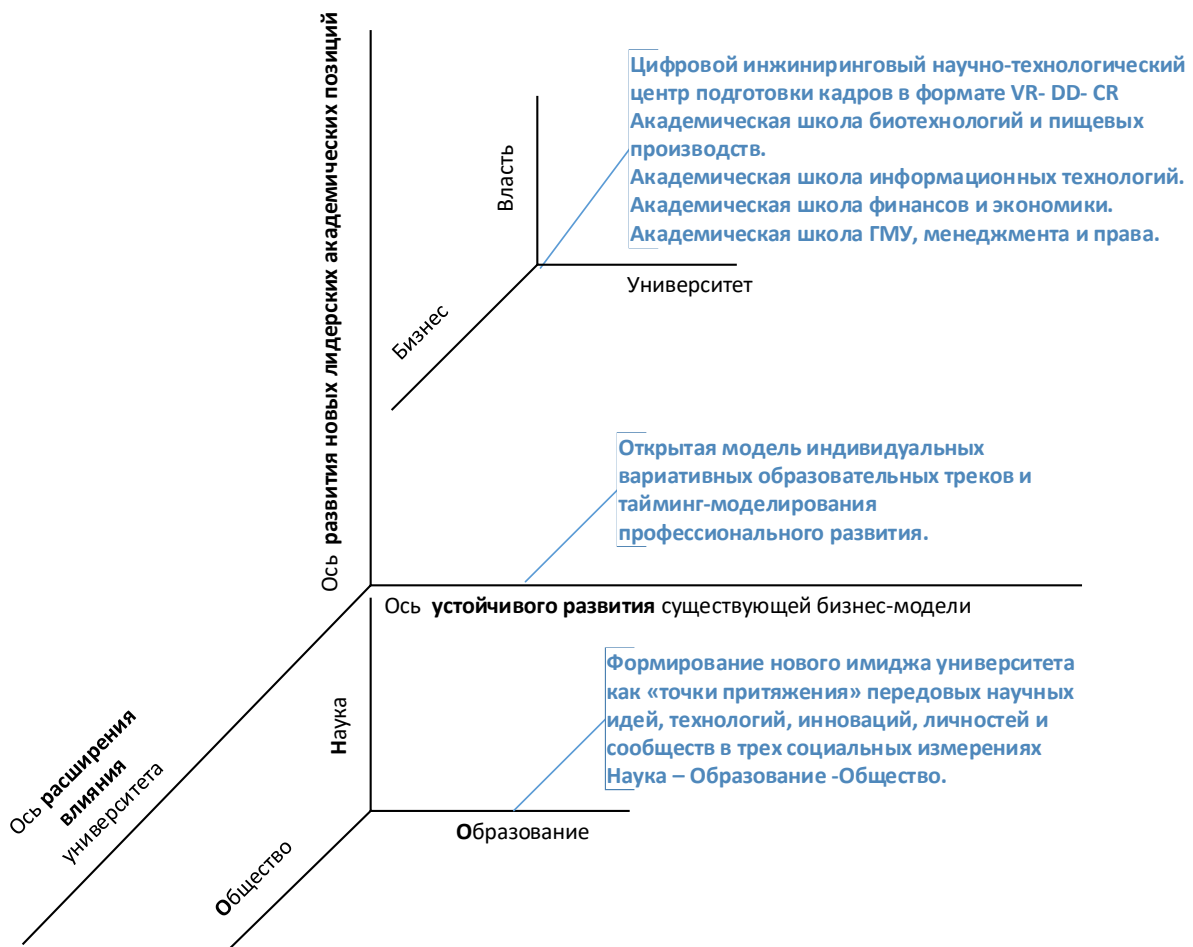 Ось развития новых лидерских академических позиций
Цифровой инжиниринговый научно-технологический
центр подготовки кадров в формате VR- DD- CR
Академическая школа биотехнологий и пищевых
производств.
Академическая школа информационных технологий.
Академическая школа финансов и экономики.
Академическая школа ГМУ, менеджмента и права.
Власть
Университет
Бизнес
Открытая модель индивидуальных
вариативных образовательных треков и
тайминг-моделирования
профессионального развития.
Ось устойчивого развития существующей бизнес-модели
Формирование нового имиджа университета
как «точки притяжения» передовых научных
идей, технологий, инноваций, личностей и
сообществ в трех социальных измерениях
Наука – Образование -Общество.
Наука
Ось расширения
влияния
университета
Образование
Общество